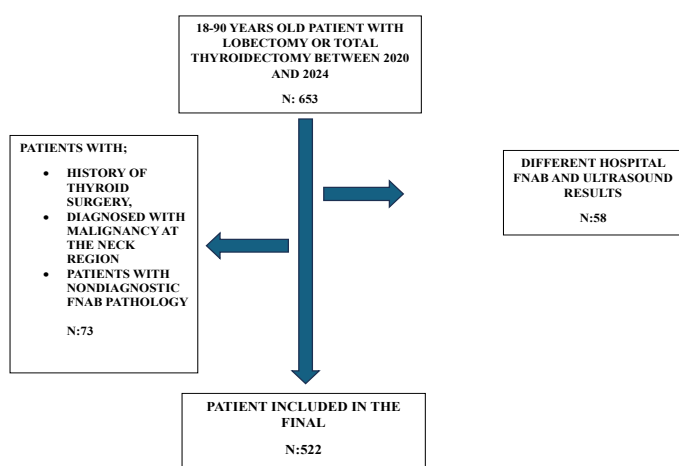 18-90 YEARS OLD PATIENT WITH
LOBECTOMY OR TOTAL
THYROIDECTOMY BETWEEN 2020
AND 2024
N: 653
PATIENTS WITH;
• HISTORY OF
THYROID
SURGERY,
• DIAGNOSED WITH
MALIGNANCY AT
THE NECK
REGION
• PATIENTS WITH
NONDIAGNOSTIC
FNAB PATHOLOGY
N:73
DIFFERENT HOSPITAL
FNAB AND ULTRASOUND
RESULTS
N:58
PATIENT INCLUDED IN THE
FINAL
N:522